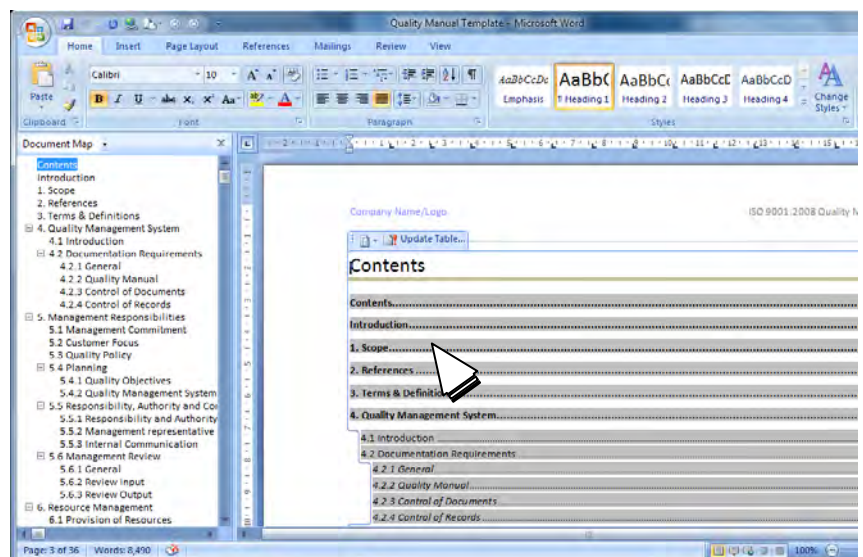 Quality Manual Template - Microsoft Word
Home Insert Page Layout References Mailings Review View
Calibri 10
Paste
B I U abc X, x² Aa A
AaBbCcDc AaBbC AaBbCc AaBbCcE AaBbCcD
Emphasis ¶ Heading 1 Heading 2 Heading 3 Heading 4
Change
Styles
Clipboard Font Paragraph Styles
Document Map
Contents
Introduction
1. Scope
2. References
3. Terms & Definitions
4. Quality Management System
4.1 Introduction
4.2 Documentation Requirements
4.2.1 General
4.2.2 Quality Manual
4.2.3 Control of Documents
4.2.4 Control of Records
5. Management Responsibilities
5.1 Management Commitment
5.2 Customer Focus
5.3 Quality Policy
5.4 Planning
5.4.1 Quality Objectives
5.4.2 Quality Management System
5.5 Responsibility, Authority and Co
5.5.1 Responsibility and Authority
5.5.2 Management representative
5.5.3 Internal Communication
5.6 Management Review
5.6.1 General
5.6.2 Review Input
5.6.3 Review Output
6. Resource Management
6.1 Provision of Resources
Company Name/Logo ISO 9001:2008 Quality M
Update Table...
Contents
Contents
Introduction
1. Scope
2. References
3. Terms & Definitio
4. Quality Management System
4.1 Introduction
4.2 Documentation Requirements
4.2.1 General
4.2.2 Quality Manual
4.2.3 Control of Documents
4.2.4 Control of Records
Page: 3 of 36 Words: 8,490 100%